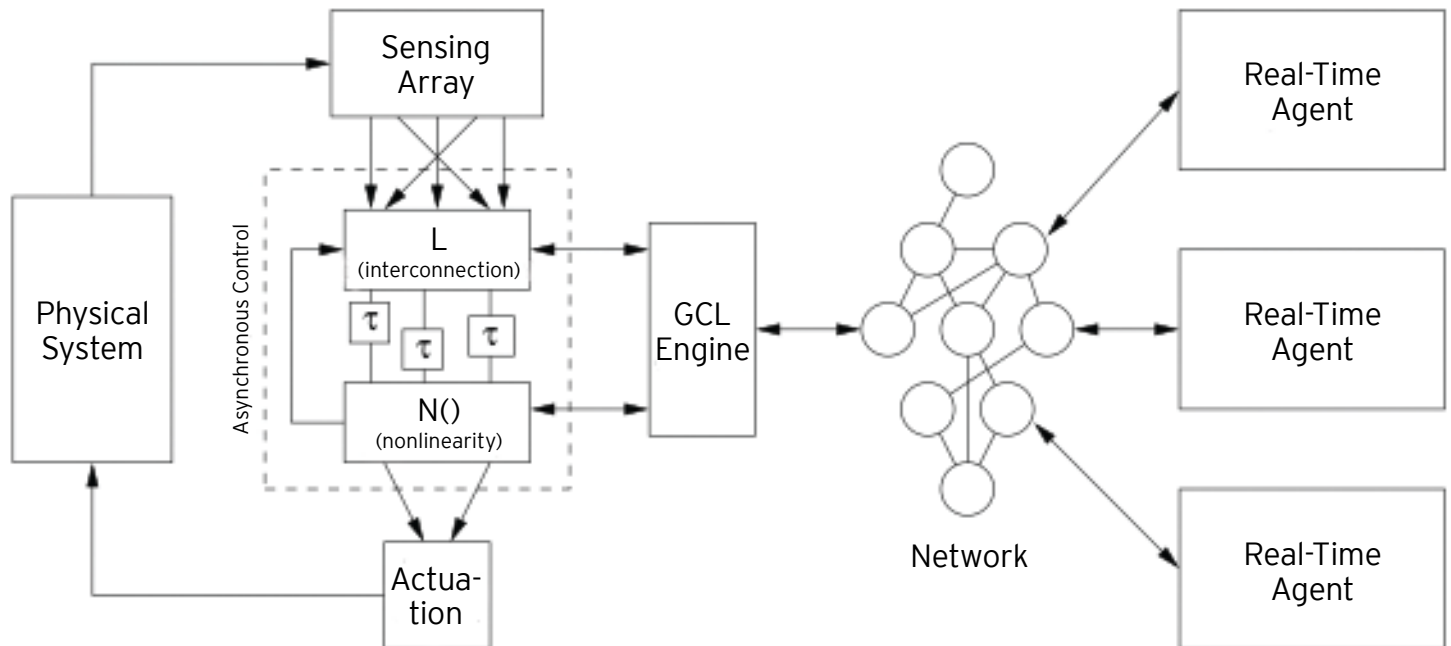 Sensing
Array
Asynchronous Control
L
(interconnection)
τ
τ
τ
N()
(nonlinearity)
Physical
System
Actua-
tion
GCL
Engine
Network
Real-Time
Agent
Real-Time
Agent
Real-Time
Agent